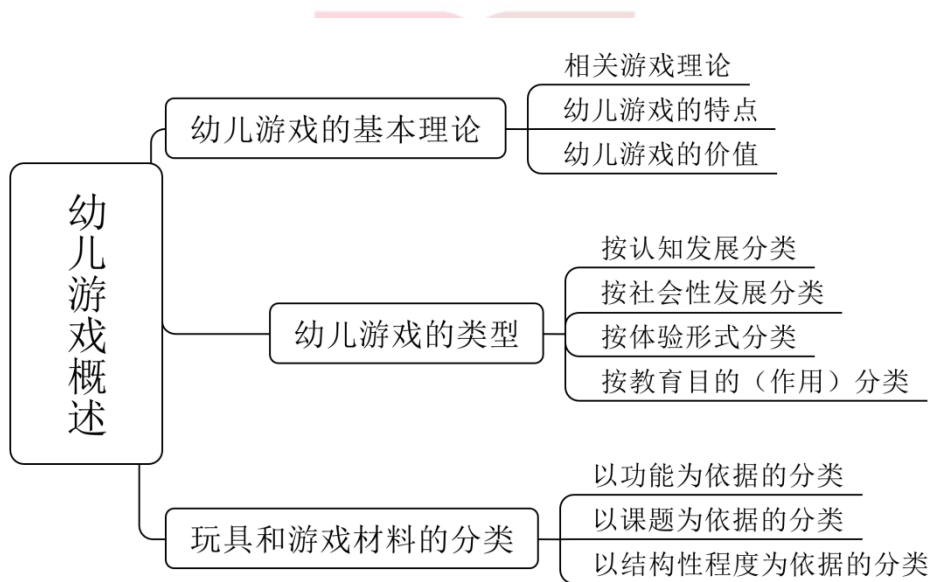 幼儿游戏概述
幼儿游戏的基本理论
相关游戏理论
幼儿游戏的特点
幼儿游戏的价值
幼儿游戏的类型
按认知发展分类
按社会性发展分类
按体验形式分类
按教育目的（作用）分类
玩具和游戏材料的分类
以功能为依据的分类
以课题为依据的分类
以结构性程度为依据的分类